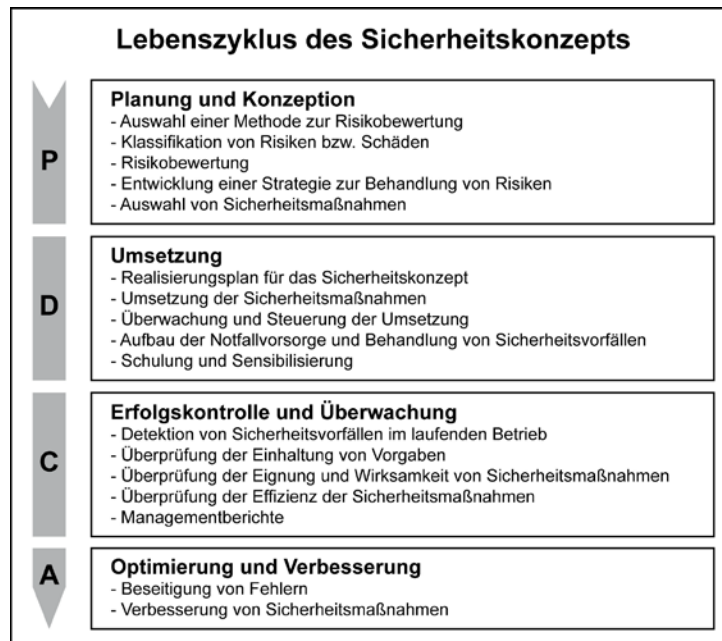 Lebenszyklus des Sicherheitskonzepts
P
Planung und Konzeption
- Auswahl einer Methode zur Risikobewertung
- Klassifikation von Risiken bzw. Schäden
- Risikobewertung
- Entwicklung einer Strategie zur Behandlung von Risiken
- Auswahl von Sicherheitsmaßnahmen
D
Umsetzung
- Realisierungsplan für das Sicherheitskonzept
- Umsetzung der Sicherheitsmaßnahmen
- Überwachung und Steuerung der Umsetzung
- Aufbau der Notfallvorsorge und Behandlung von Sicherheitsvorfällen
- Schulung und Sensibilisierung
C
Erfolgskontrolle und Überwachung
- Detektion von Sicherheitsvorfällen im laufenden Betrieb
- Überprüfung der Einhaltung von Vorgaben
- Überprüfung der Eignung und Wirksamkeit von Sicherheitsmaßnahmen
- Überprüfung der Effizienz der Sicherheitsmaßnahmen
- Managementberichte
A
Optimierung und Verbesserung
- Beseitigung von Fehlern
- Verbesserung von Sicherheitsmaßnahmen